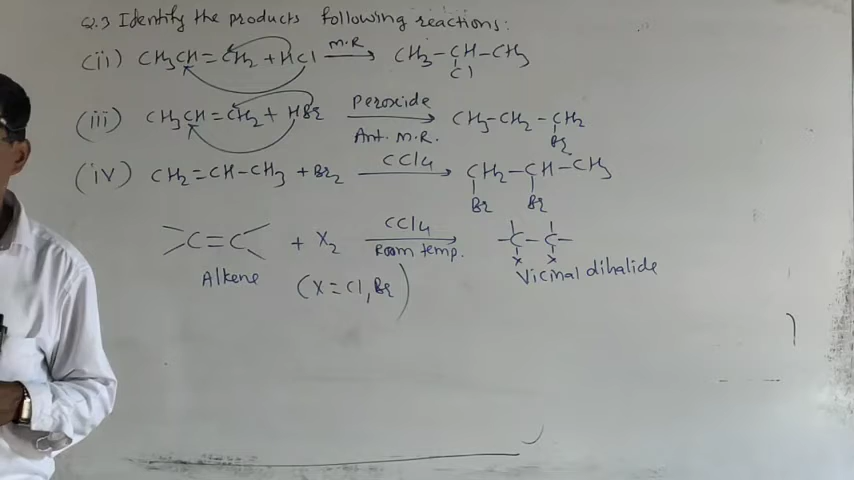 Q.3 Identify the products following reactions:
(ii) CH3CH=CH2 + HCl M.R CH3-CH-CH3
Cl
(iii) CH3CH=CH2 + HBr Peroxide Ant. M.R. CH3-CH2-CH2
Br
(iv) CH2=CH-CH3 + Br2 CCl4 CH2-CH-CH3
Br Br
C=C + X2 CCl4 Room temp. -C-C-
X X
Alkene (X=Cl, Br) Vicinal dihalide